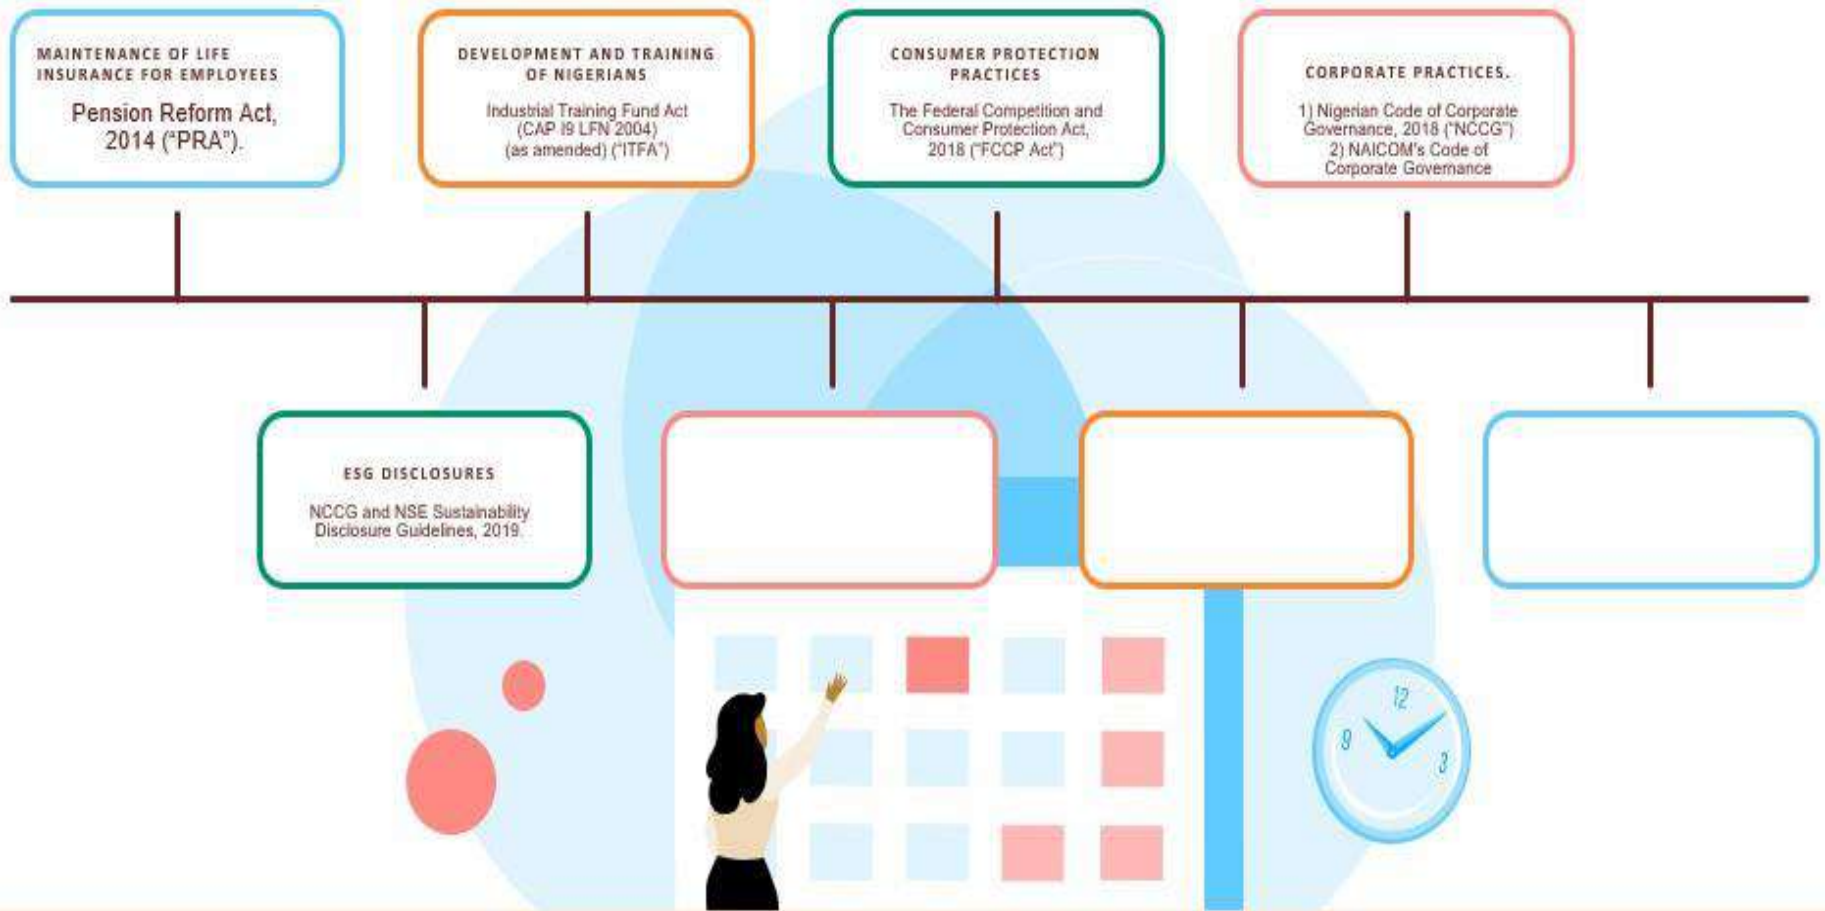 MAINTENANCE OF LIFE
INSURANCE FOR EMPLOYEES
Pension Reform Act,
2014 (“PRA”).
DEVELOPMENT AND TRAINING
OF NIGERIANS
Industrial Training Fund Act
(CAP I9 LFN 2004)
(as amended) (“ITFA”)
CONSUMER PROTECTION
PRACTICES
The Federal Competition and
Consumer Protection Act,
2018 (“FCCP Act”)
CORPORATE PRACTICES.
1) Nigerian Code of Corporate
Governance, 2018 (“NCCG”)
2) NAICOM's Code of
Corporate Governance
ESG DISCLOSURES
NCCG and NSE Sustainability
Disclosure Guidelines, 2019.
12
9
3